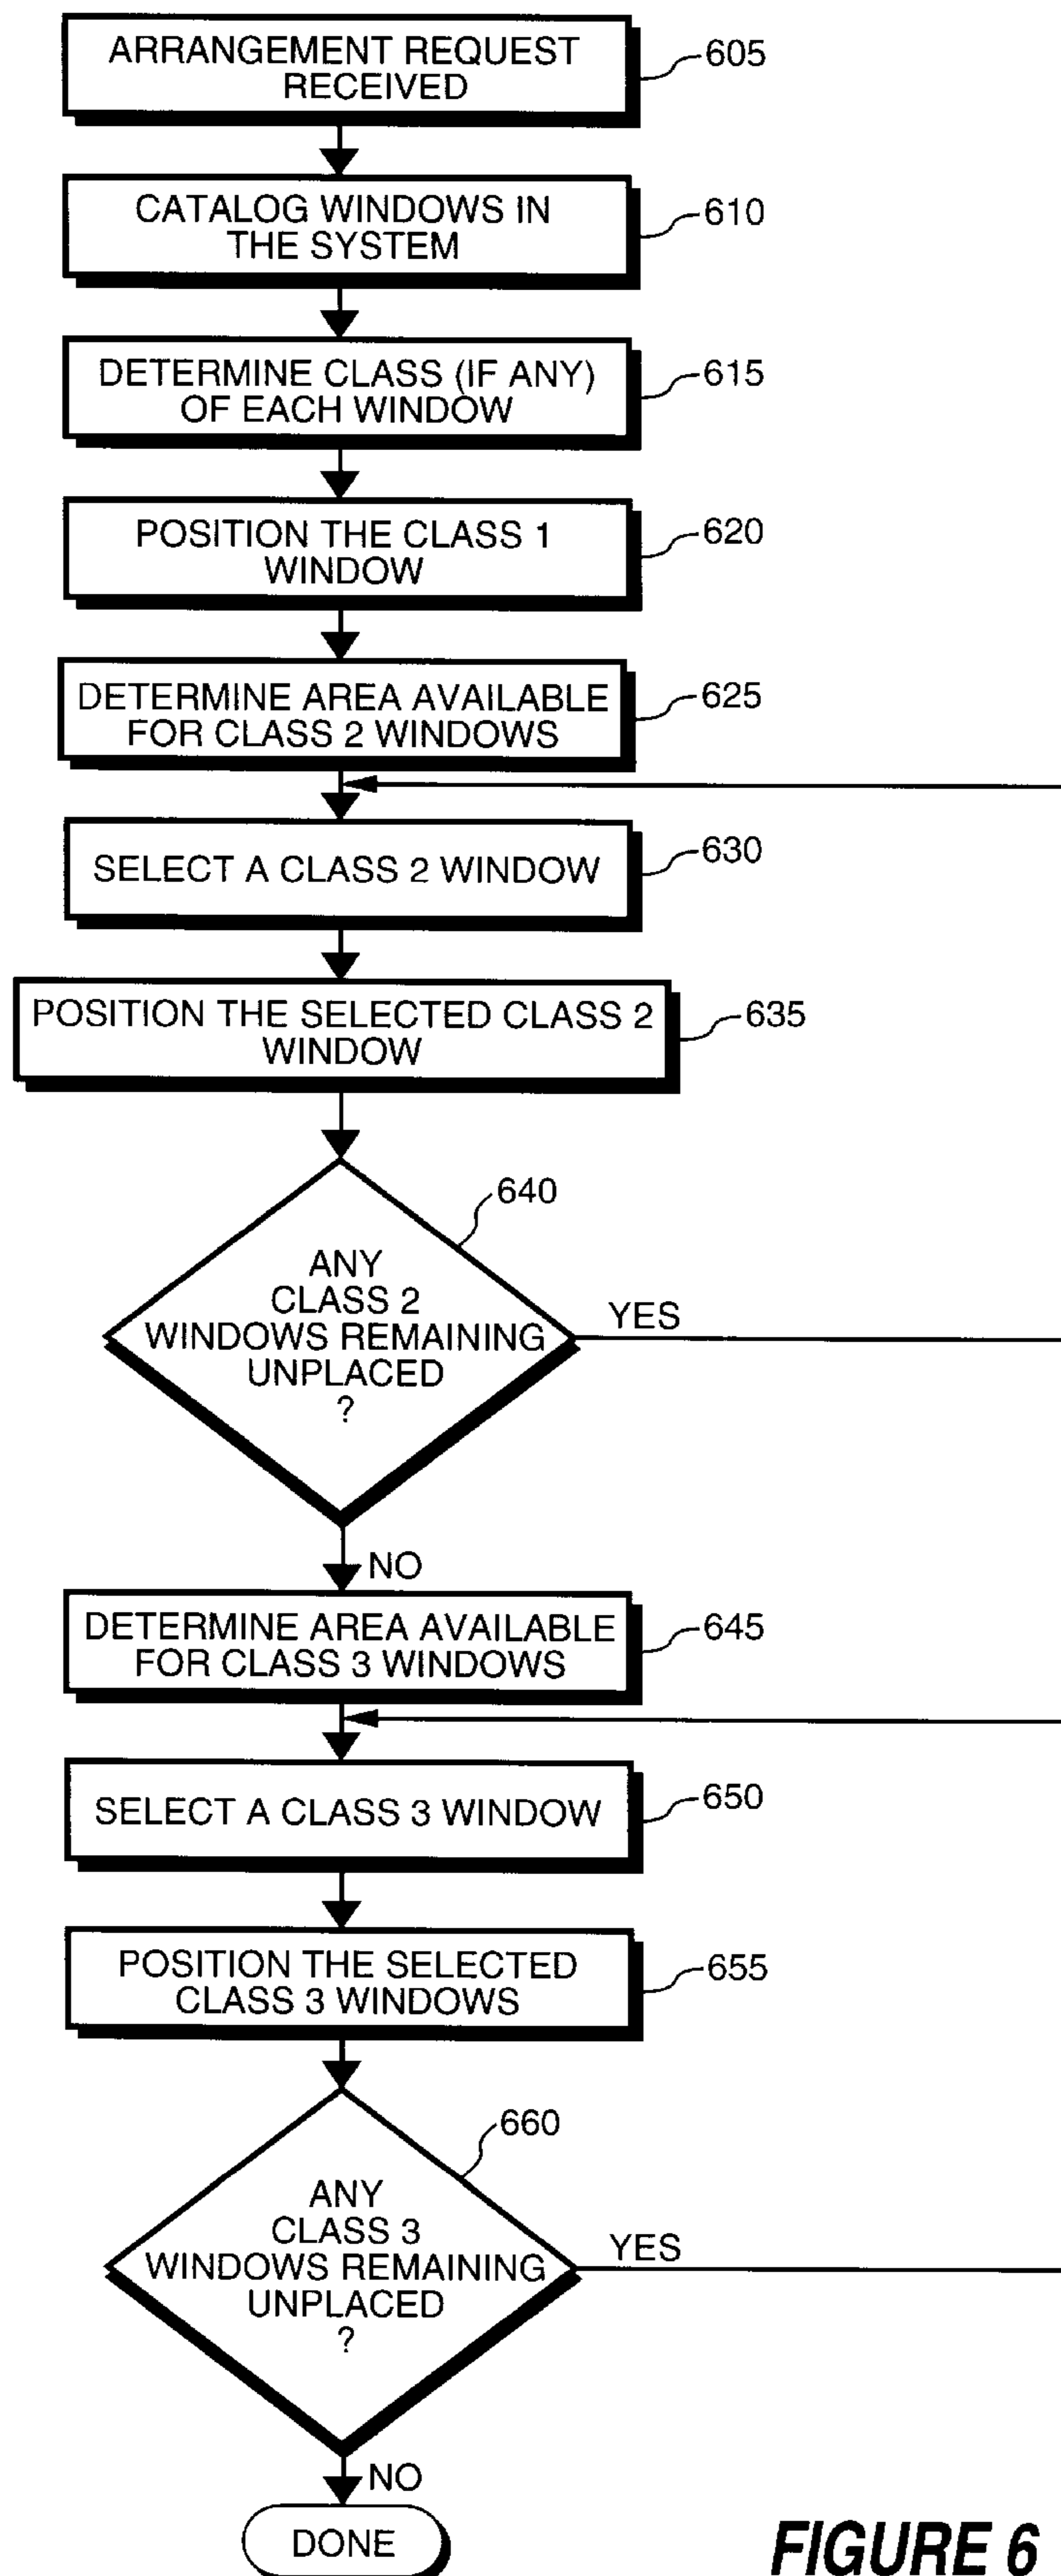 ARRANGEMENT REQUEST
RECEIVED
605
CATALOG WINDOWS IN
THE SYSTEM
610
DETERMINE CLASS (IF ANY)
OF EACH WINDOW
615
POSITION THE CLASS 1
WINDOW
620
DETERMINE AREA AVAILABLE
FOR CLASS 2 WINDOWS
625
SELECT A CLASS 2 WINDOW
630
POSITION THE SELECTED CLASS 2
WINDOW
635
640
ANY
CLASS 2
WINDOWS REMAINING
UNPLACED
?
YES
NO
DETERMINE AREA AVAILABLE
FOR CLASS 3 WINDOWS
645
SELECT A CLASS 3 WINDOW
650
POSITION THE SELECTED
CLASS 3 WINDOWS
655
660
ANY
CLASS 3
WINDOWS REMAINING
UNPLACED
?
YES
NO
DONE
FIGURE 6